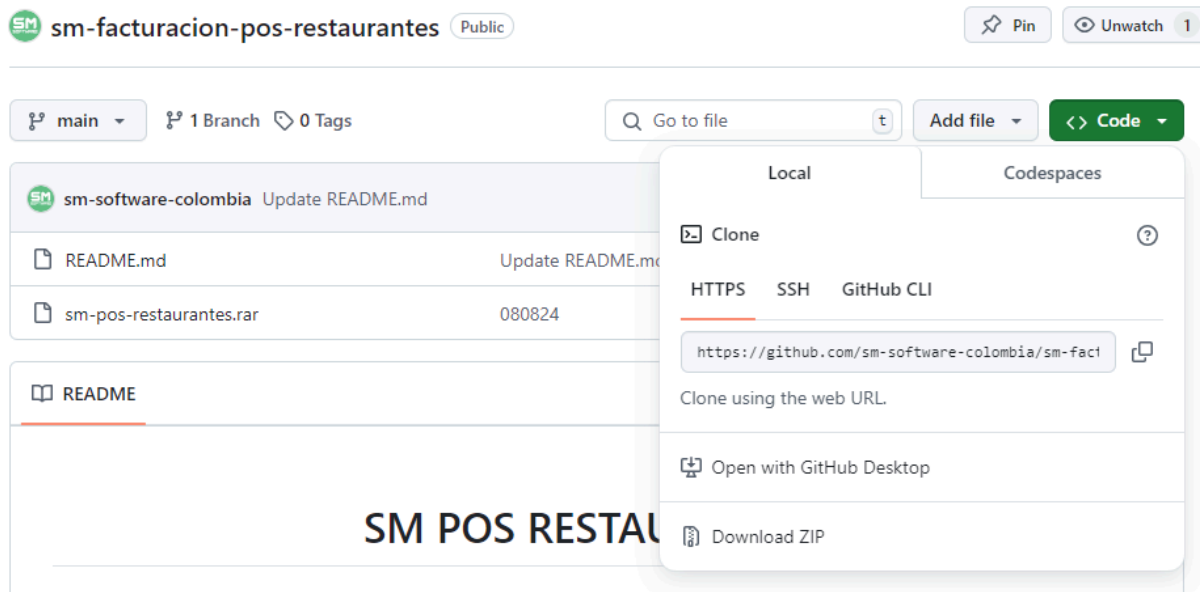 SM
SOFTWARE
sm-facturacion-pos-restaurantes Public Pin Unwatch 1
main 1 Branch 0 Tags Go to file t Add file <> Code
SM sm-software-colombia Update README.md
README.md Update README.md
sm-pos-restaurantes.rar 080824
README
SM POS RESTAU
Local Codespaces
Clone
HTTPS SSH GitHub CLI
https://github.com/sm-software-colombia/sm-fact
Clone using the web URL.
Open with GitHub Desktop
Download ZIP